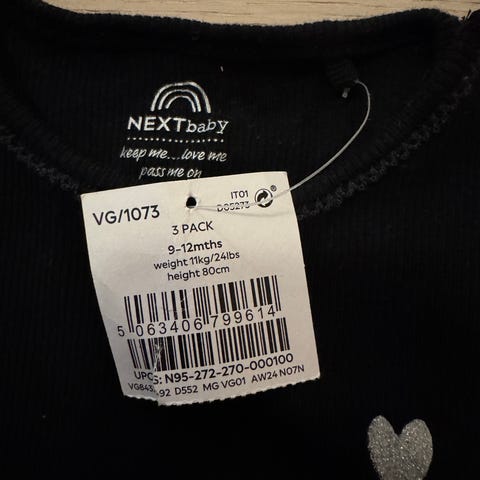 NEXTbaby
keep me...love me
pass me on
VG/1073
IT01
D05273
3 PACK
9-12mths
weight 11kg/24lbs
height 80cm
5 063406 799614
N95-272-270-000100
D552 MG VG01 AW24 N07N